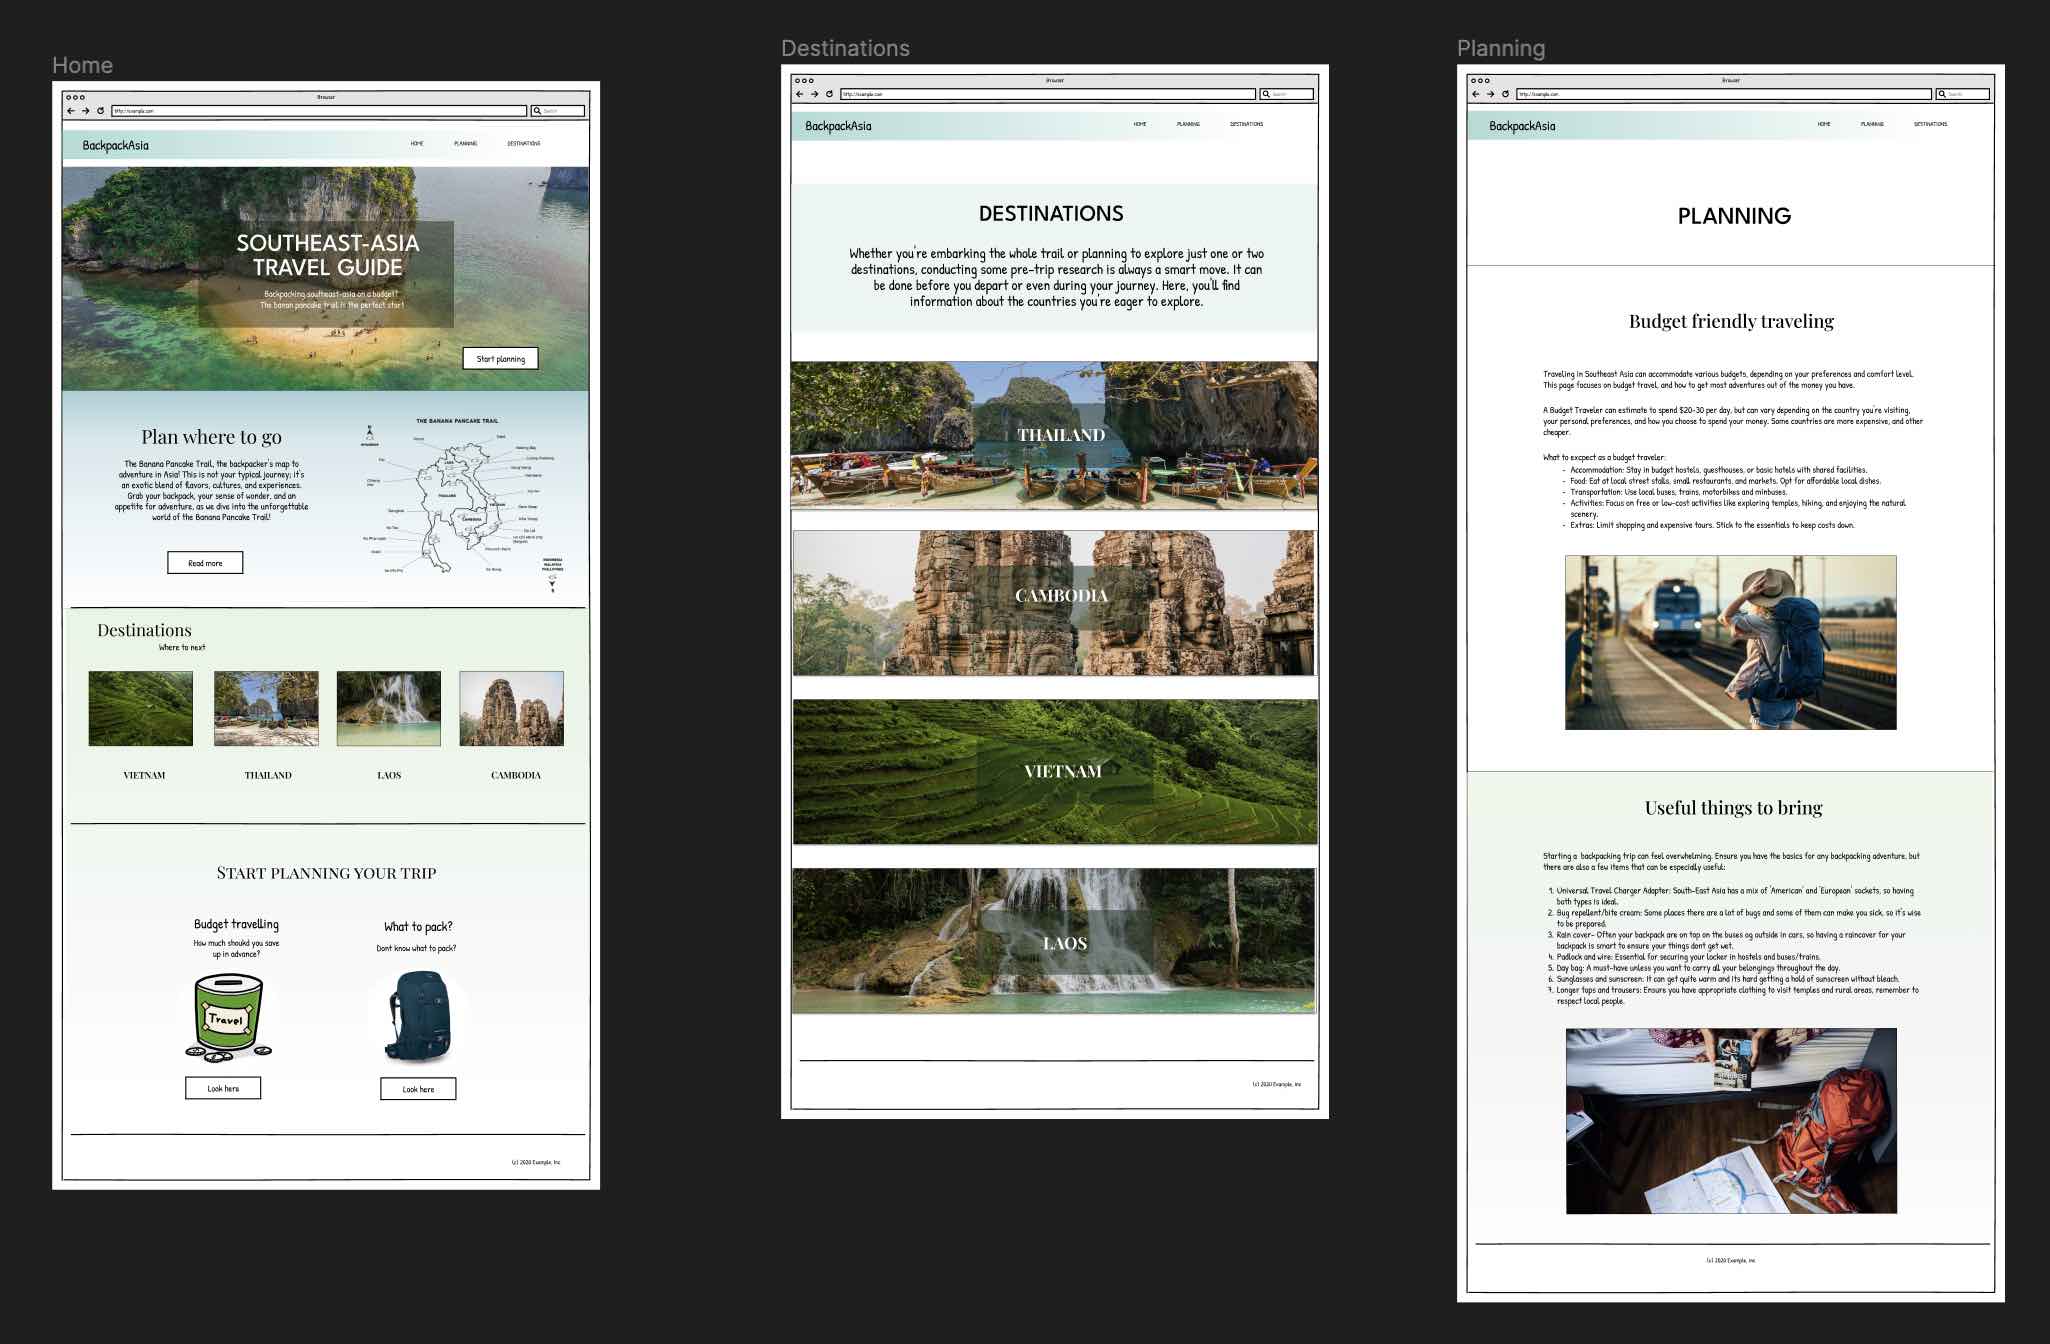 Home
Browser
http://example.com
Search
BackpackAsia
HOME PLANNING DESTINATIONS
SOUTHEAST-ASIA
TRAVEL GUIDE
Backpacking southeast-asia on a budget?
The banan pancake trail is the perfect start
Start planning
Plan where to go
The Banana Pancake Trail, the backpacker's map to
adventure in Asia! This is not your typical journey; it's
an exotic blend of flavors, cultures, and experiences.
Grab your backpack, your sense of wonder, and an
appetite for adventure, as we dive into the unforgettable
world of the Banana Pancake Trail!
Read more
THE BANANA PANCAKE TRAIL
N
LAOS
THAILAND
CAMBODIA
INDONESIA
MALAYSIA
PHILIPPINES
S
Destinations
Where to next
VIETNAM
THAILAND
LAOS
CAMBODIA
START PLANNING YOUR TRIP
Budget travelling
How much shoukd you save
up in advance?
Travel
Look here
What to pack?
Dont know what to pack?
Look here
(c) 2020 Example, Inc
Destinations
Browser
http://example.com
Search
BackpackAsia
HOME PLANNING DESTINATIONS
DESTINATIONS
Whether you're embarking the whole trail or planning to explore just one or two
destinations, conducting some pre-trip research is always a smart move. It can
be done before you depart or even during your journey. Here, you'll find
information about the countries you're eager to explore.
THAILAND
CAMBODIA
VIETNAM
LAOS
(c) 2020 Example, Inc
Planning
Browser
http://example.com
Search
BackpackAsia
HOME PLANNING DESTINATIONS
PLANNING
Budget friendly traveling
Traveling in Southeast Asia can accommodate various budgets, depending on your preferences and comfort level.
This page focuses on budget travel, and how to get most adventures out of the money you have.
A Budget Traveler can estimate to spend $20-30 per day, but can vary depending on the country you're visiting,
your personal preferences, and how you choose to spend your money. Some countries are more expensive, and other
cheaper.
What to excpect as a budget traveler:
- Accommodation: Stay in budget hostels, guesthouses, or basic hotels with shared facilities.
- Food: Eat at local street stalls, small restaurants, and markets. Opt for affordable local dishes.
- Transportation: Use local buses, trains, motorbikes and minbuses.
- Activities: Focus on free or low-cost activities like exploring temples, hiking, and enjoying the natural
scenery.
- Extras: Limit shopping and expensive tours. Stick to the essentials to keep costs down.
Useful things to bring
Starting a backpacking trip can feel overwhelming. Ensure you have the basics for any backpacking adventure, but
there are also a few items that can be especially useful:
1. Universal Travel Charger Adapter: South-East Asia has a mix of 'American' and 'European' sockets, so having
both types is ideal.
2. Bug repellent/bite cream: Some places there are a lot of bugs and some of them can make you sick, so it's wise
to be prepared.
3. Rain cover- Often your backpack are on top on the buses og outside in cars, so having a raincover for your
backpack is smart to ensure your things dont get wet.
4. Padlock and wire: Essential for securing your locker in hostels and buses/trains.
5. Day bag: A must-have unless you want to carry all your belongings throughout the day.
6. Sunglasses and sunscreen: It can get quite warm and its hard getting a hold of sunscreen without bleach.
7. Longer tops and trousers: Ensure you have appropriate clothing to visit temples and rural areas, remember to
respect local people.
(c) 2020 Example, Inc